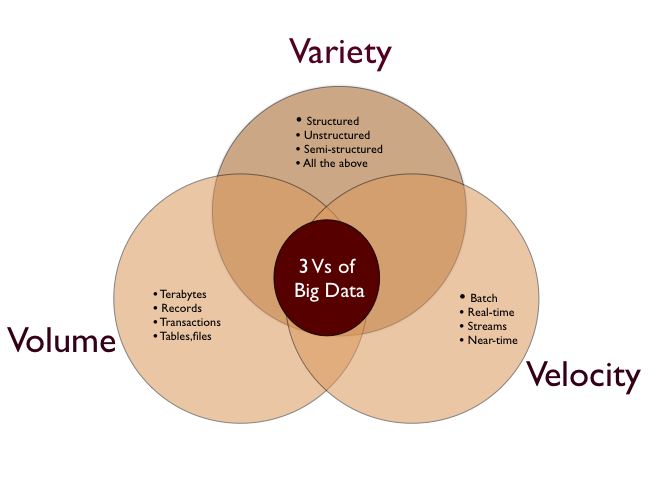 Variety
• Structured
• Unstructured
• Semi-structured
• All the above
3 Vs of
Big Data
• Terabytes
• Records
• Transactions
• Tables,files
Volume
• Batch
• Real-time
• Streams
• Near-time
Velocity